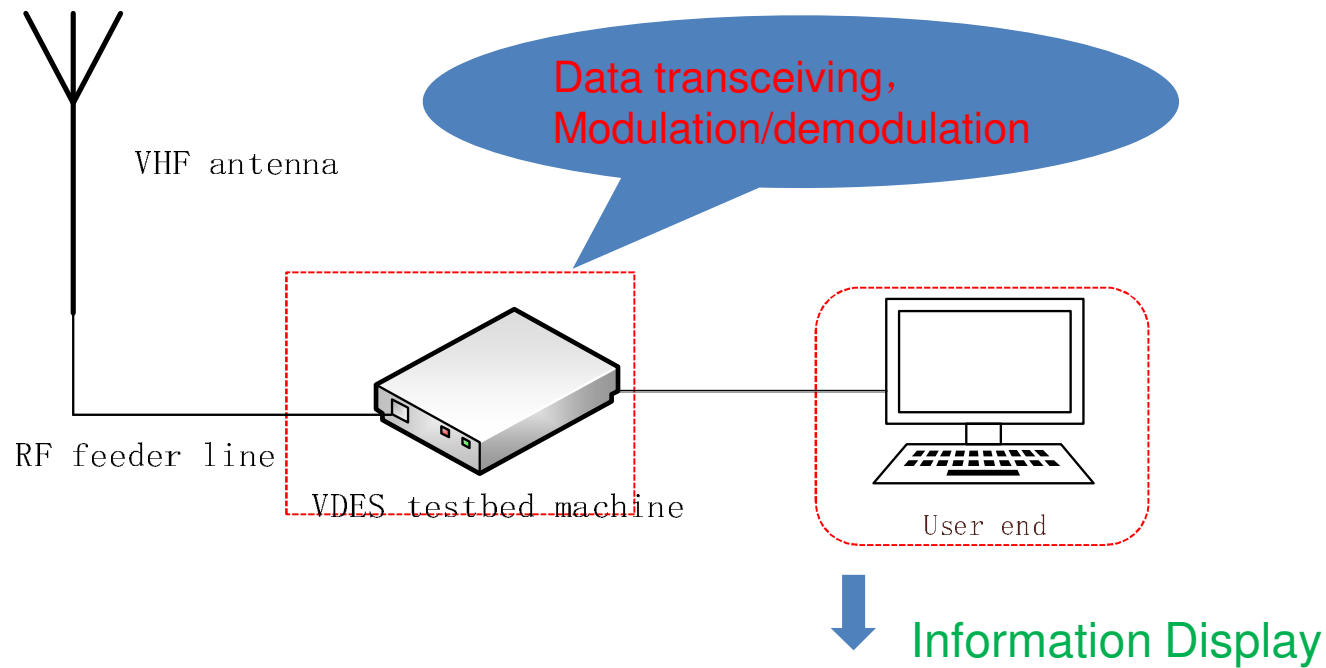 Data transceiving，
Modulation/demodulation
VHF antenna
RF feeder line
VDES testbed machine
User end
Information Display